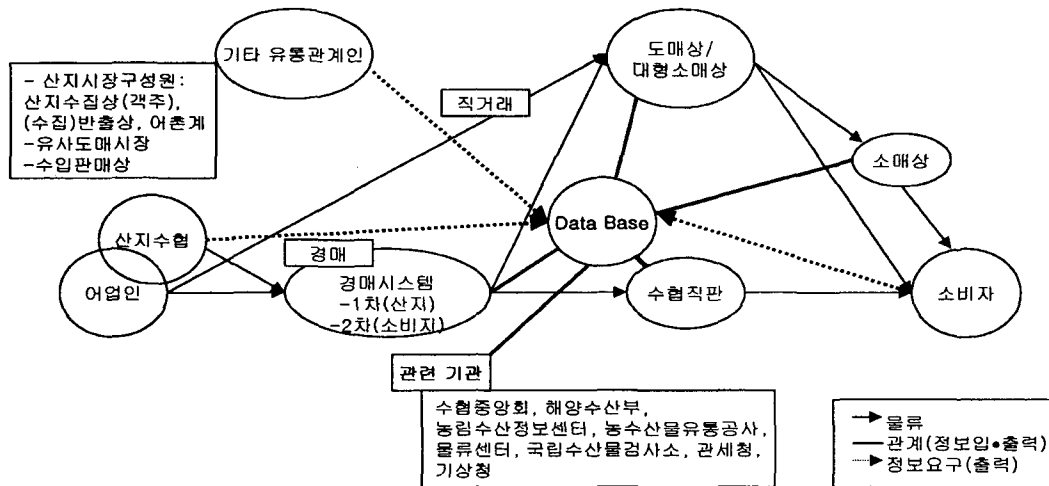 기타 유통관계인
- 산지시장구성원:
산지수집상(객주),
(수집)반출상, 어촌계
-유사도매시장
-수입판매상
도매상/
대형소매상
직거래
소매상
산지수협
어업인
경매
경매시스템
-1차(산지)
-2차(소비지)
Data Base
수협직판
소비자
관련 기관
수협중앙회, 해양수산부,
농림수산정보센터, 농수산물유통공사,
물류센터, 국립수산물검사소, 관세청,
기상청
물류
관계(정보입•출력)
정보요구(출력)